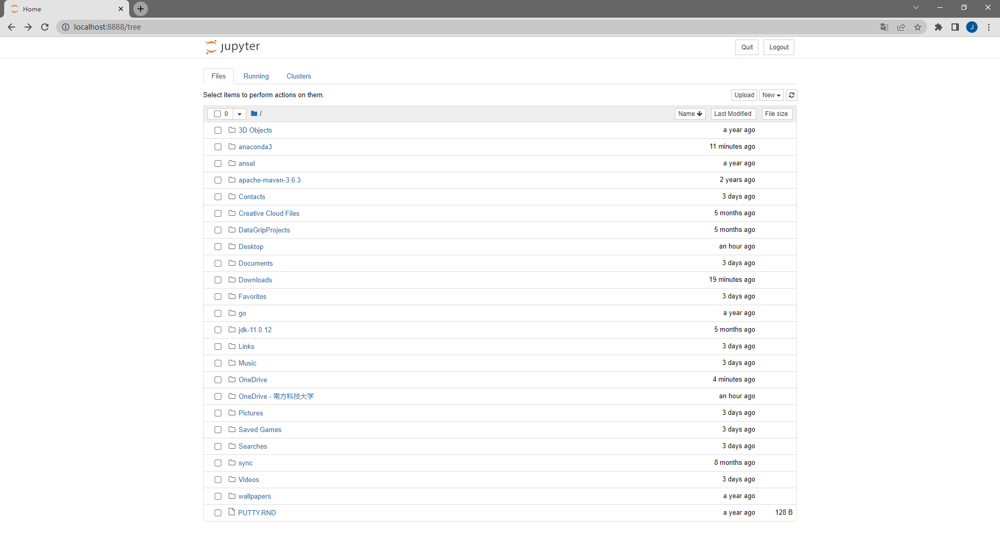 Home
localhost:8888/tree
J
jupyter
Quit Logout
Files Running Clusters
Select items to perform actions on them.
Upload New
0 / Name Last Modified File size
3D Objects a year ago
anaconda3 11 minutes ago
ansel a year ago
apache-maven-3.6.3 2 years ago
Contacts 3 days ago
Creative Cloud Files 5 months ago
DataGripProjects 5 months ago
Desktop an hour ago
Documents 3 days ago
Downloads 19 minutes ago
Favorites 3 days ago
go a year ago
jdk-11.0.12 5 months ago
Links 3 days ago
Music 3 days ago
OneDrive 4 minutes ago
OneDrive - 南方科技大学 an hour ago
Pictures 3 days ago
Saved Games 3 days ago
Searches 3 days ago
sync 8 months ago
Videos 3 days ago
wallpapers a year ago
PUTTY.RND a year ago 128 B